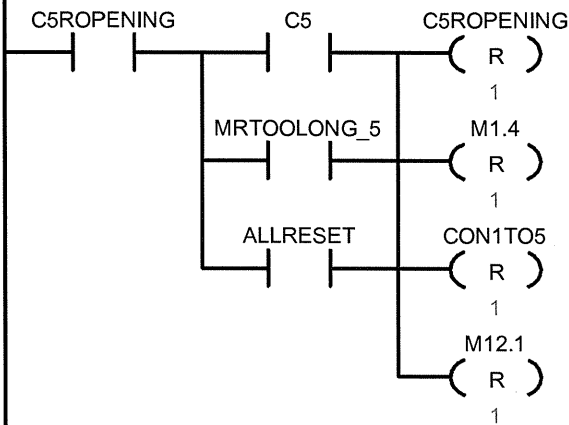 C5ROPENING C5 C5ROPENING
R
1
MRTOOLONG_5 M1.4
R
1
ALLRESET CON1TO5
R
1
M12.1
R
1